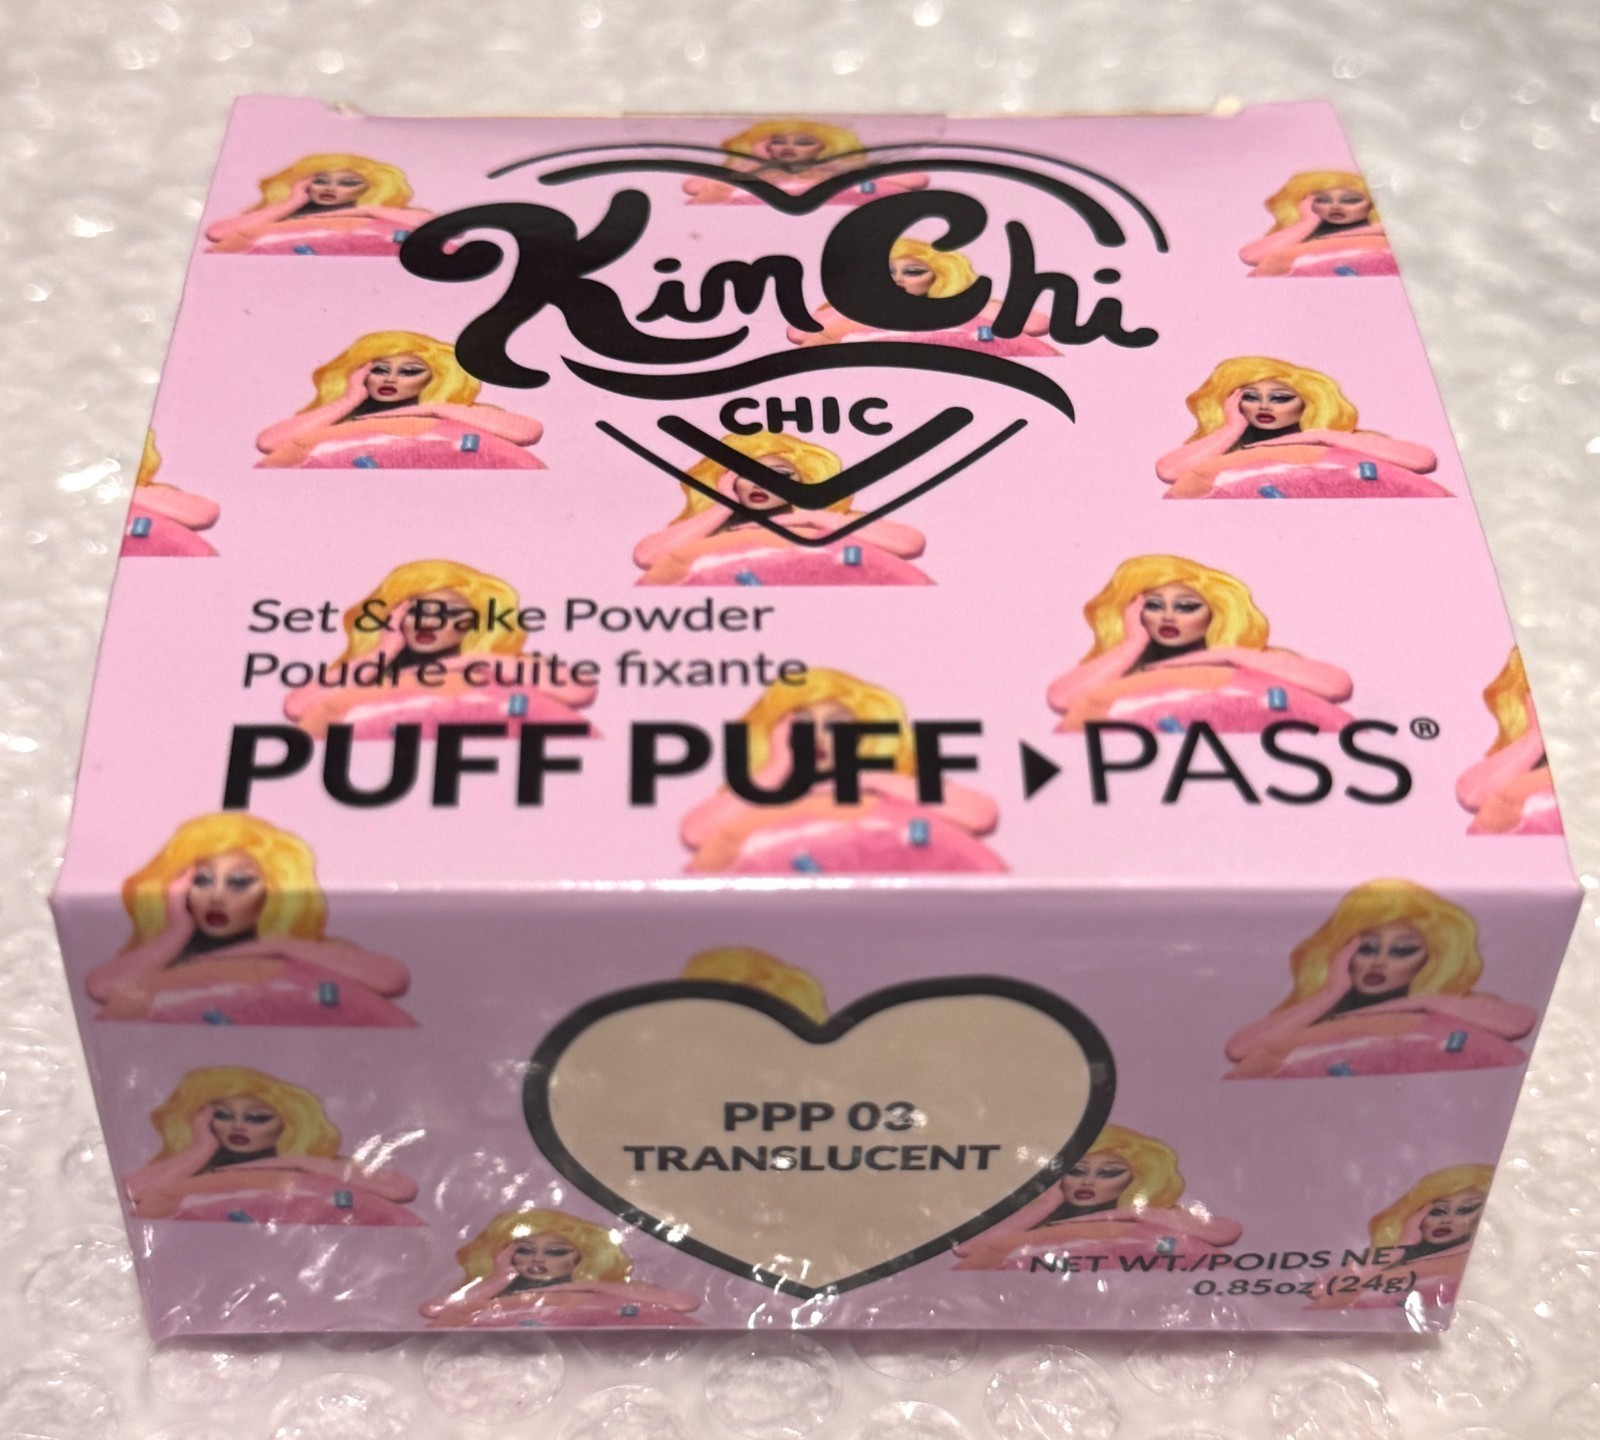 KimChi
CHIC
Set & Bake Powder
Poudre cuite fixante
PUFF PUFF ▸PASS®
PPP 03
TRANSLUCENT
NET WT./POIDS NET
0.85oz (24g)